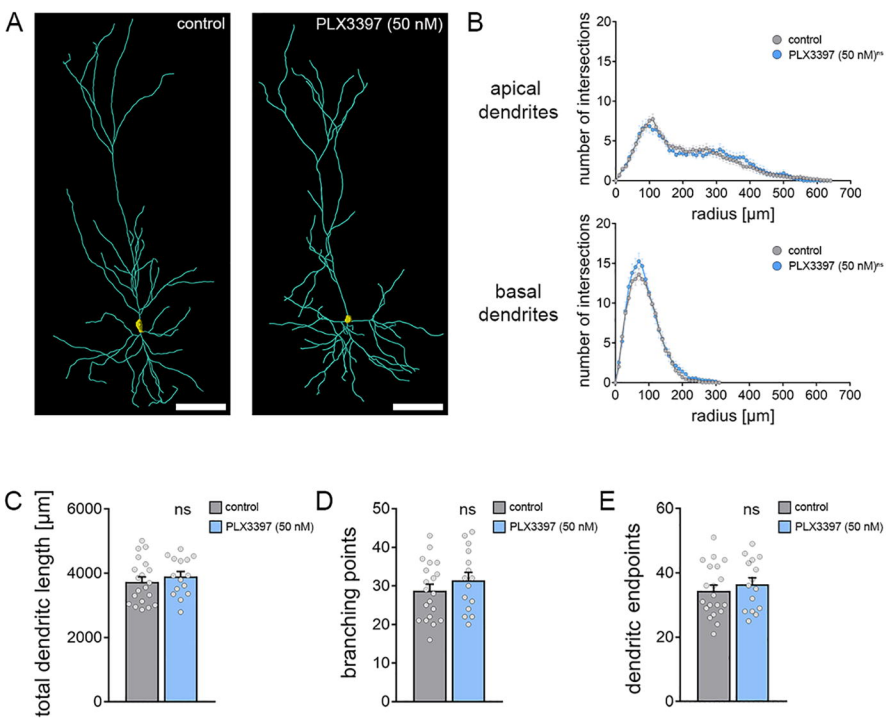 A
control
PLX3397 (50 nM)
B
apical
dendrites
number of intersections
20
15
10
5
0
0 100 200 300 400 500 600 700
radius [µm]
control
PLX3397 (50 nM)ns
basal
dendrites
number of intersections
20
15
10
5
0
0 100 200 300 400 500 600 700
radius [µm]
control
PLX3397 (50 nM)ns
C
total dendritc length [µm]
6000
4000
2000
0
ns
control
PLX3397 (50 nM)
D
branching points
50
40
30
20
10
0
ns
control
PLX3397 (50 nM)
E
dendritc endpoints
60
40
20
0
ns
control
PLX3397 (50 nM)